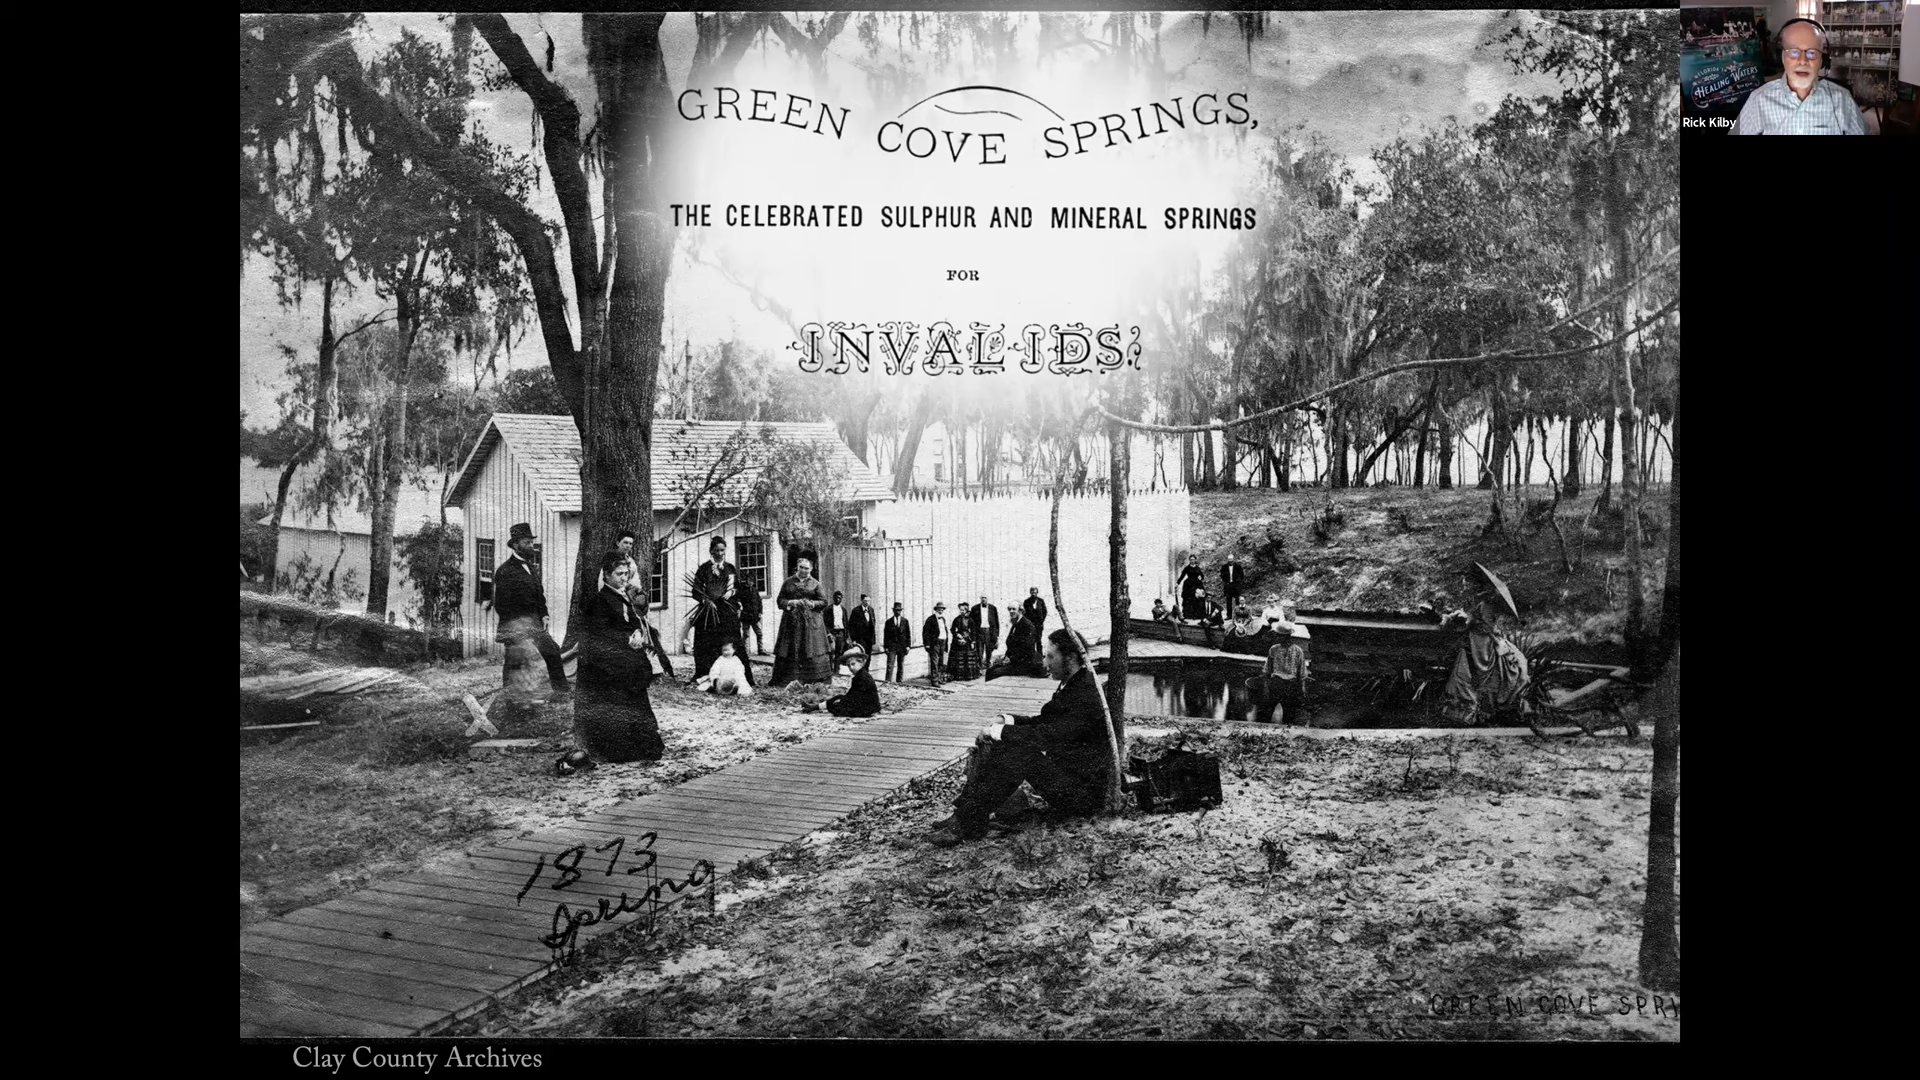 GREEN COVE SPRINGS,
THE CELEBRATED SULPHUR AND MINERAL SPRINGS
FOR
INVALIDS.
1873
Spring
GREEN COVE SPRI
Clay County Archives
FLORIDA'S
HEALING WATERS
Rick Kilby